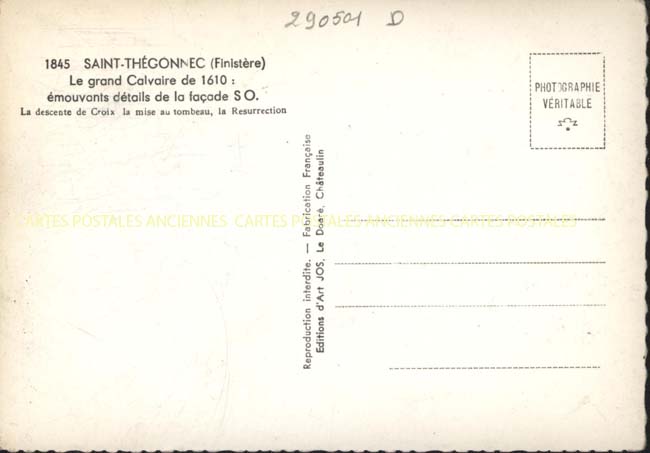 290501 D
1845 SAINT-THÉGONNEC (Finistère)
Le grand Calvaire de 1610 :
émouvants détails de la façade S O.
La descente de Croix la mise au tombeau, la Resurrection
PHOTOGRAPHIE
VÉRITABLE
Reproduction interdite. — Fabrication Française
Editions d'Art JOS, Le Doaré, Châteaulin
CARTES POSTALES ANCIENNES CARTES POSTALES ANCIENNES CARTES POSTALES